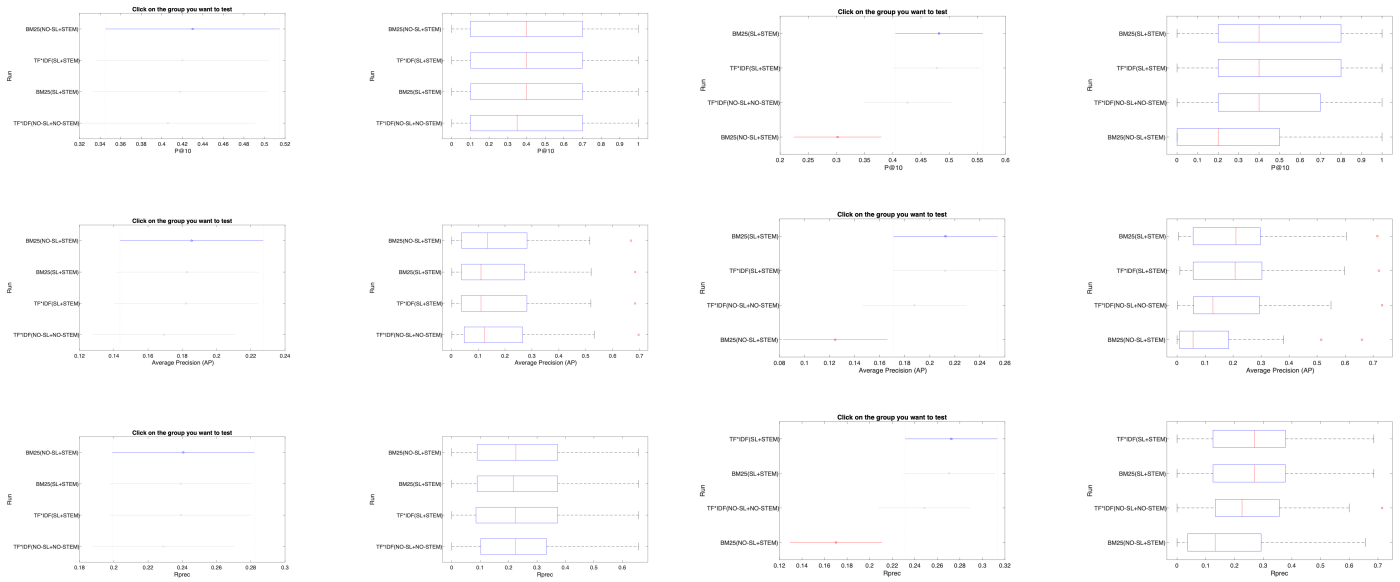 Click on the group you want to test
BM25(NO-SL+STEM)
TF*IDF(SL+STEM)
BM25(SL+STEM)
TF*IDF(NO-SL+NO-STEM)
Run
0.32 0.34 0.36 0.38 0.4 0.42 0.44 0.46 0.48 0.5 0.52
P@10
BM25(NO-SL+STEM)
TF*IDF(SL+STEM)
BM25(SL+STEM)
TF*IDF(NO-SL+NO-STEM)
Run
0 0.1 0.2 0.3 0.4 0.5 0.6 0.7 0.8 0.9 1
P@10
Click on the group you want to test
BM25(SL+STEM)
TF*IDF(SL+STEM)
TF*IDF(NO-SL+NO-STEM)
BM25(NO-SL+STEM)
Run
0.2 0.3 0.4 0.5 0.6
P@10
BM25(SL+STEM)
TF*IDF(SL+STEM)
TF*IDF(NO-SL+NO-STEM)
BM25(NO-SL+STEM)
Run
0 0.1 0.2 0.3 0.4 0.5 0.6 0.7 0.8 0.9 1
P@10
Click on the group you want to test
BM25(NO-SL+STEM)
BM25(SL+STEM)
TF*IDF(SL+STEM)
TF*IDF(NO-SL+NO-STEM)
Run
0.12 0.14 0.16 0.18 0.2 0.22 0.24
Average Precision (AP)
BM25(NO-SL+STEM)
BM25(SL+STEM)
TF*IDF(SL+STEM)
TF*IDF(NO-SL+NO-STEM)
Run
0 0.1 0.2 0.3 0.4 0.5 0.6 0.7
Average Precision (AP)
Click on the group you want to test
BM25(SL+STEM)
TF*IDF(SL+STEM)
TF*IDF(NO-SL+NO-STEM)
BM25(NO-SL+STEM)
Run
0.08 0.1 0.12 0.14 0.16 0.18 0.2 0.22 0.24 0.26
Average Precision (AP)
BM25(SL+STEM)
TF*IDF(SL+STEM)
TF*IDF(NO-SL+NO-STEM)
BM25(NO-SL+STEM)
Run
0 0.1 0.2 0.3 0.4 0.5 0.6 0.7
Average Precision (AP)
Click on the group you want to test
BM25(NO-SL+STEM)
BM25(SL+STEM)
TF*IDF(SL+STEM)
TF*IDF(NO-SL+NO-STEM)
Run
0.18 0.2 0.22 0.24 0.26 0.28 0.3
Rprec
BM25(NO-SL+STEM)
BM25(SL+STEM)
TF*IDF(SL+STEM)
TF*IDF(NO-SL+NO-STEM)
Run
0 0.1 0.2 0.3 0.4 0.5 0.6
Rprec
Click on the group you want to test
TF*IDF(SL+STEM)
BM25(SL+STEM)
TF*IDF(NO-SL+NO-STEM)
BM25(NO-SL+STEM)
Run
0.12 0.14 0.16 0.18 0.2 0.22 0.24 0.26 0.28 0.3 0.32
Rprec
TF*IDF(SL+STEM)
BM25(SL+STEM)
TF*IDF(NO-SL+NO-STEM)
BM25(NO-SL+STEM)
Run
0 0.1 0.2 0.3 0.4 0.5 0.6 0.7
Rprec